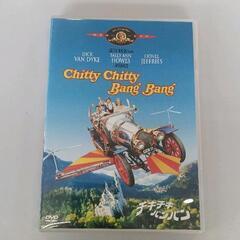 DICK
VAN DYKE
SALLY ANN
HOWES
LIONEL
JEFFRIES
Chitty Chitty
Bang Bang
チキチキ
バンバン
DVD